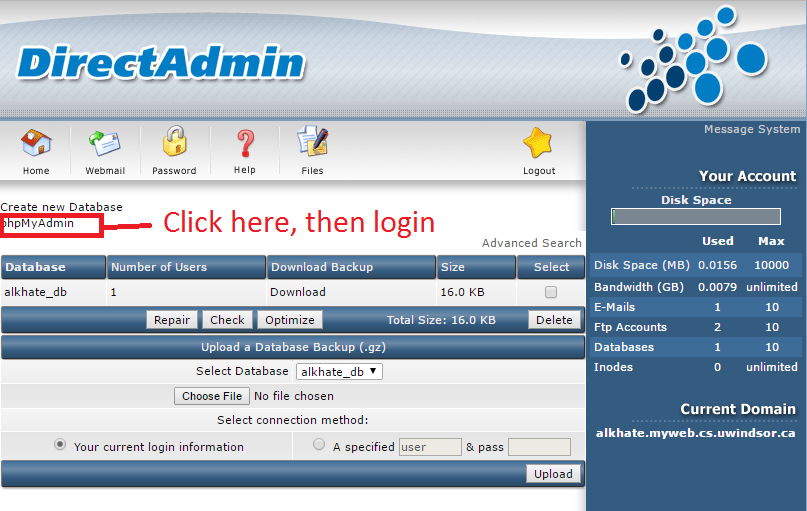 DirectAdmin
Message System
Home Webmail Password Help Files Logout
Create new Database
phpMyAdmin
Click here, then login
Advanced Search
Database Number of Users Download Backup Size Select
alkhate_db 1 Download 16.0 KB
Repair Check Optimize Total Size: 16.0 KB Delete
Upload a Database Backup (.gz)
Select Database alkhate_db
Choose File No file chosen
Select connection method:
Your current login information A specified user & pass
Upload
Your Account
Disk Space
Used Max
Disk Space (MB) 0.0156 10000
Bandwidth (GB) 0.0079 unlimited
E-Mails 1 10
Ftp Accounts 2 10
Databases 1 10
Inodes 0 unlimited
Current Domain
alkhate.myweb.cs.uwindsor.ca